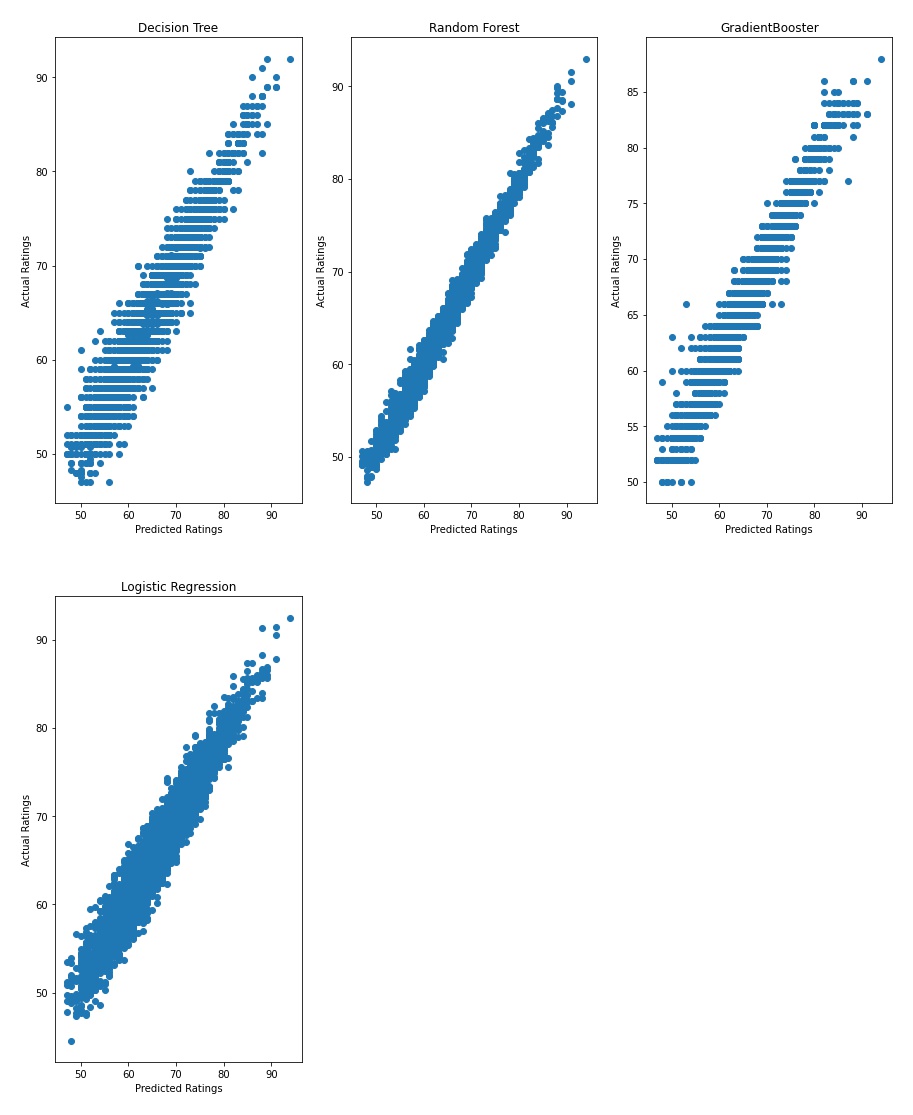 Decision Tree
90
80
70
60
50
50 60 70 80 90
Predicted Ratings
Actual Ratings
Random Forest
90
80
70
60
50
50 60 70 80 90
Predicted Ratings
Actual Ratings
GradientBooster
85
80
75
70
65
60
55
50
50 60 70 80 90
Predicted Ratings
Actual Ratings
Logistic Regression
90
80
70
60
50
50 60 70 80 90
Predicted Ratings
Actual Ratings